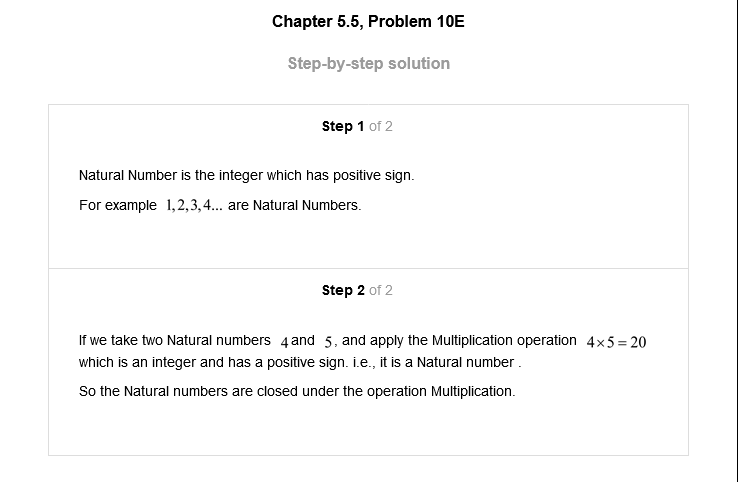 Chapter 5.5, Problem 10E
Step-by-step solution
Step 1 of 2
Natural Number is the integer which has positive sign.
For example 1,2,3,4... are Natural Numbers.
Step 2 of 2
If we take two Natural numbers 4 and 5, and apply the Multiplication operation 4×5=20
which is an integer and has a positive sign. i.e., it is a Natural number .
So the Natural numbers are closed under the operation Multiplication.